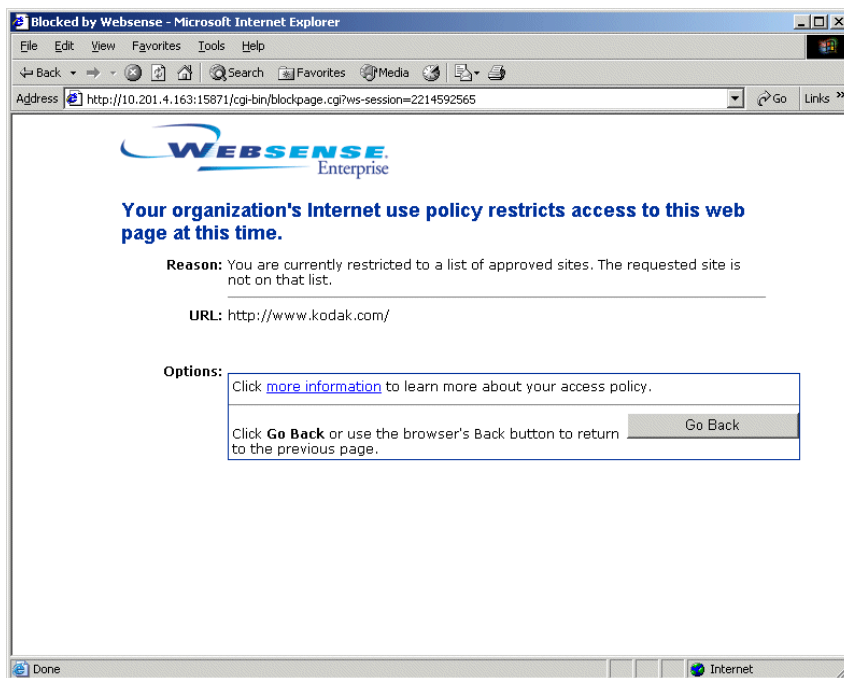 Blocked by Websense - Microsoft Internet Explorer
File Edit View Favorites Tools Help
Back Search Favorites Media
Address http://10.201.4.163:15871/cgi-bin/blockpage.cgi?ws-session=2214592565 Go Links »
WEBSENSE.
Enterprise
Your organization's Internet use policy restricts access to this web
page at this time.
Reason: You are currently restricted to a list of approved sites. The requested site is
not on that list.
URL: http://www.kodak.com/
Options:
Click more information to learn more about your access policy.
Click Go Back or use the browser's Back button to return
to the previous page.
Go Back
Done Internet